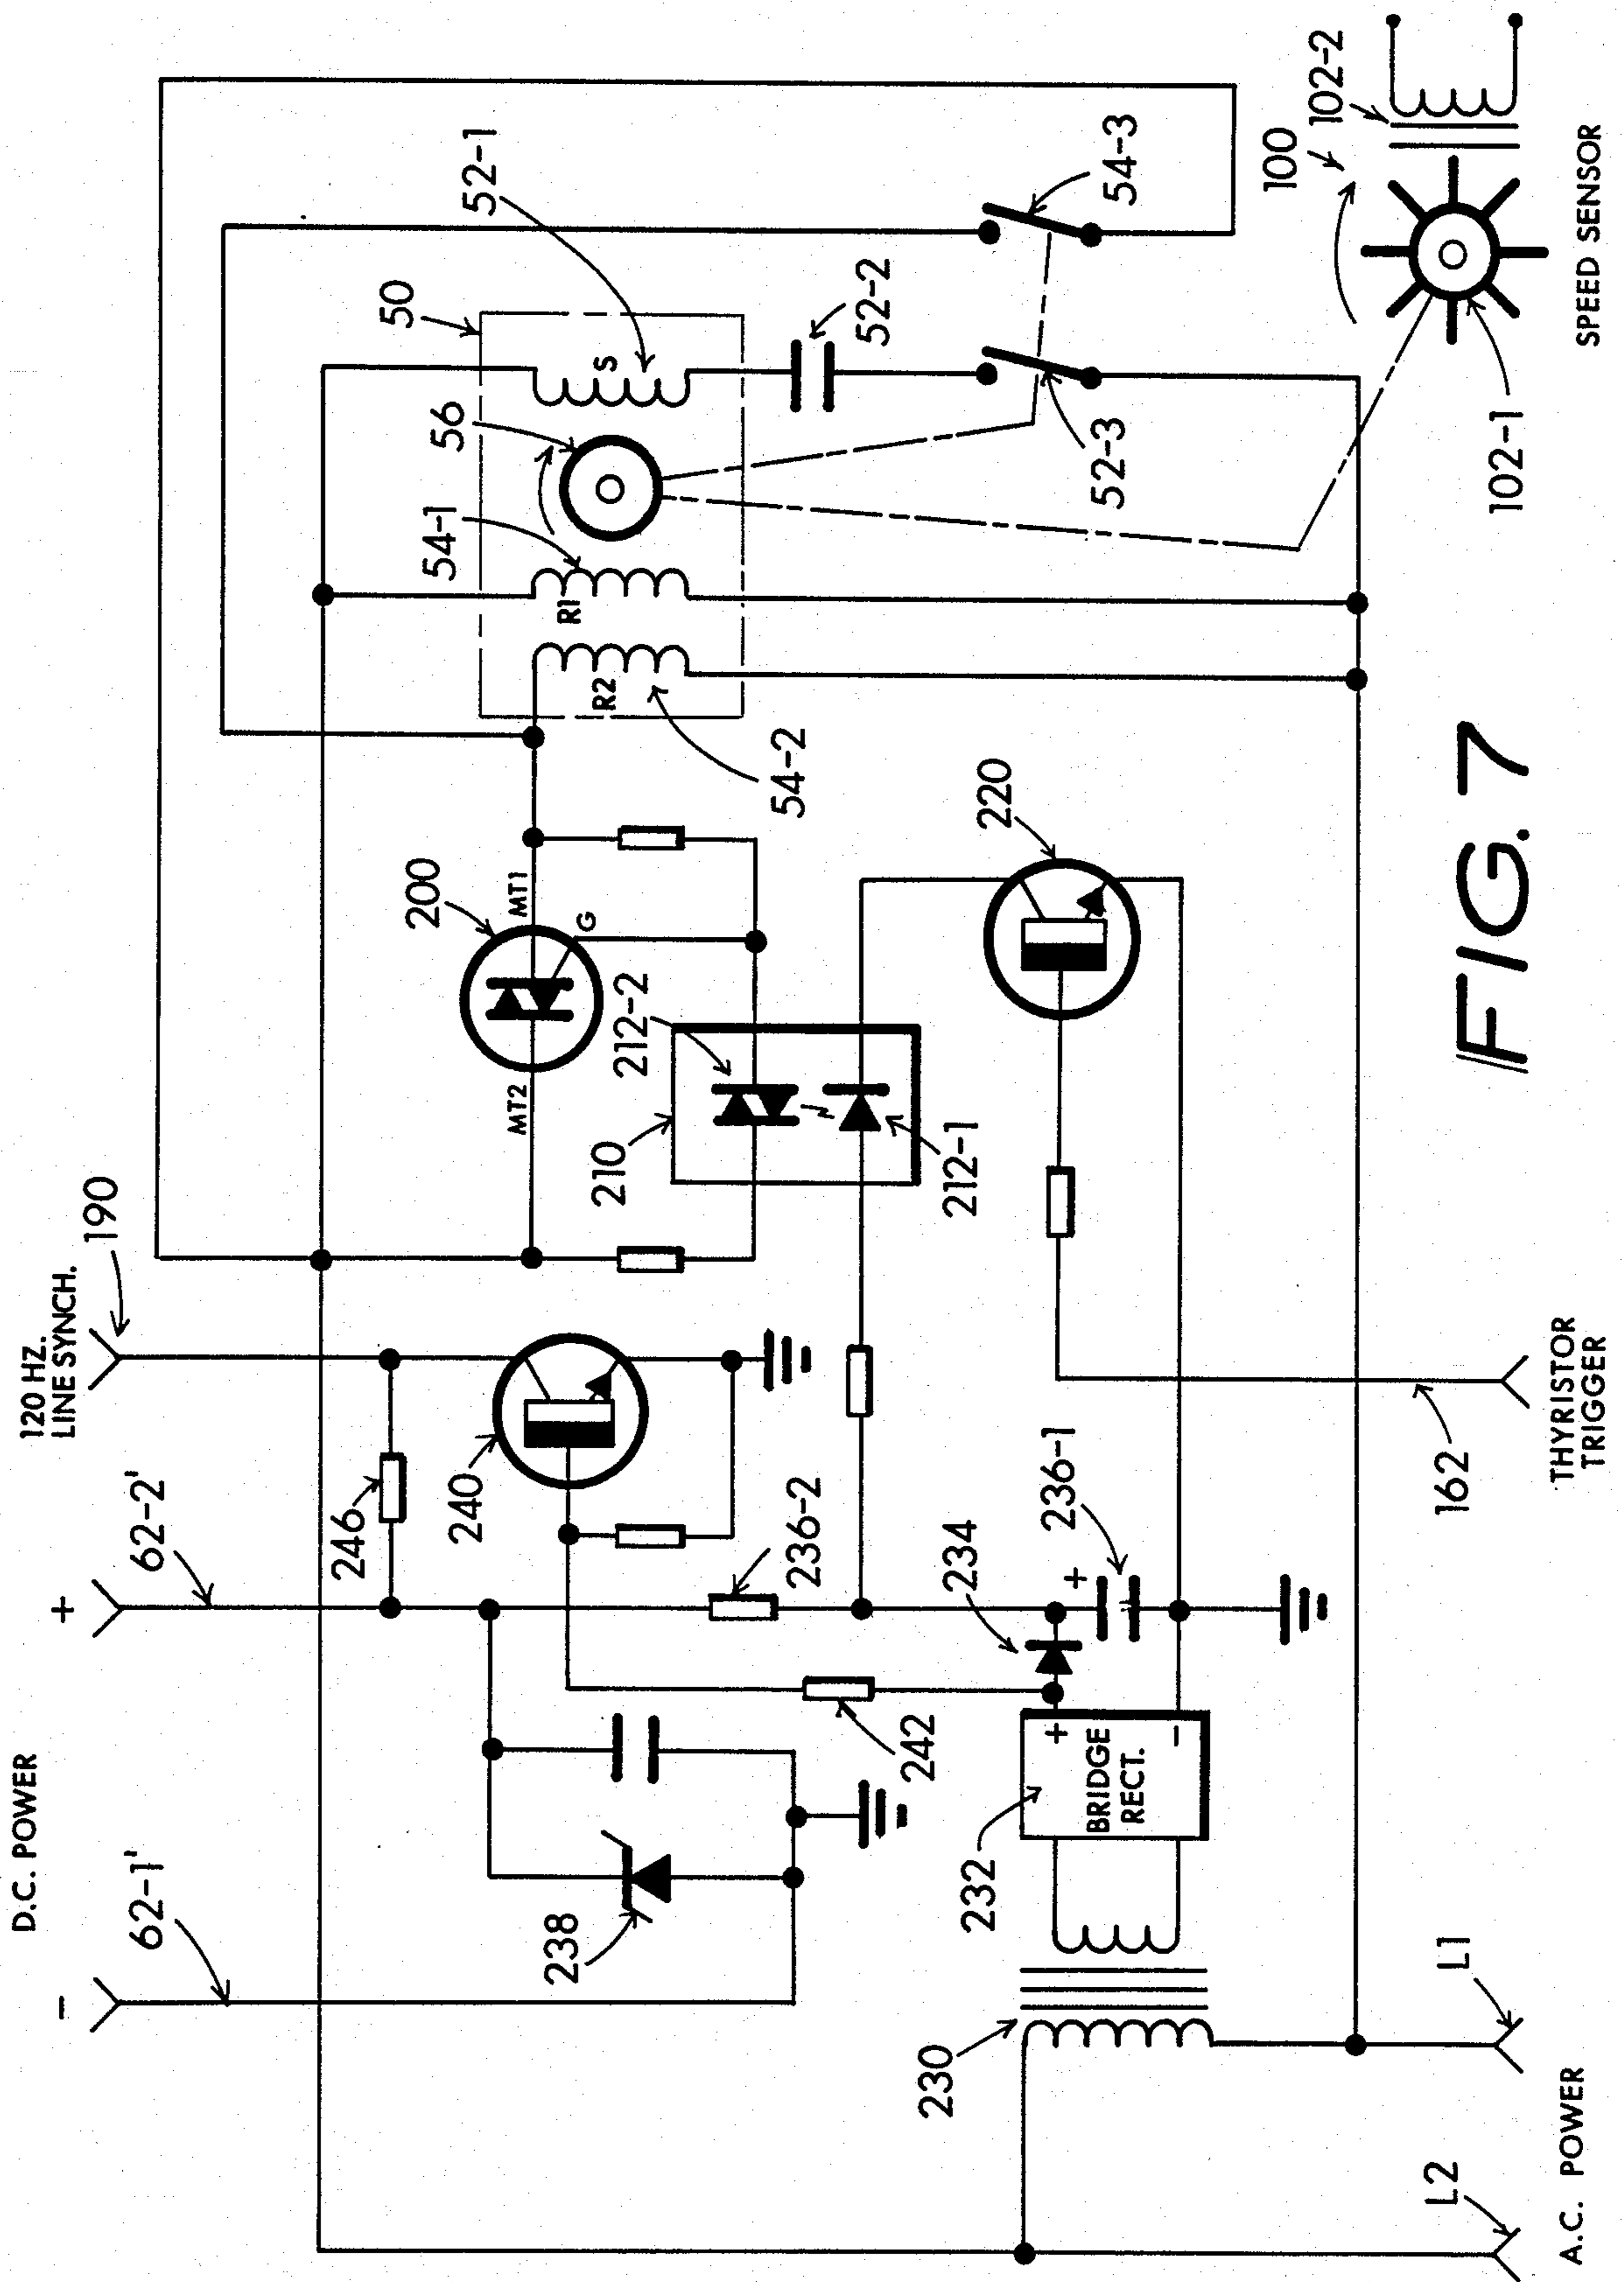 D.C. POWER
−
+
62-1'
62-2'
120 HZ.
LINE SYNCH.
190
246
240
238
236-2
242
MT2
MT1
G
200
210
212-2
212-1
50
52-1
54-1
56
R1
R2
S
54-2
52-2
52-3
54-3
220
234
+
236-1
232
+
BRIDGE
RECT.
−
230
L2
L1
A.C. POWER
162
THYRISTOR
TRIGGER
100
102-2
102-1
SPEED SENSOR
FIG. 7